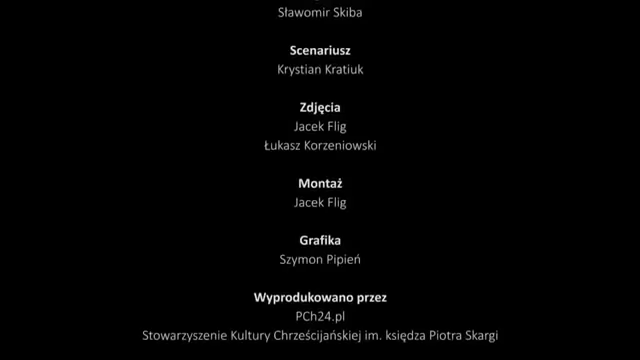 Sławomir Skiba
Scenariusz
Krystian Kratiuk
Zdjęcia
Jacek Flig
Łukasz Korzeniowski
Montaż
Jacek Flig
Grafika
Szymon Pipień
Wyprodukowano przez
PCh24.pl
Stowarzyszenie Kultury Chrześcijańskiej im. księdza Piotra Skargi